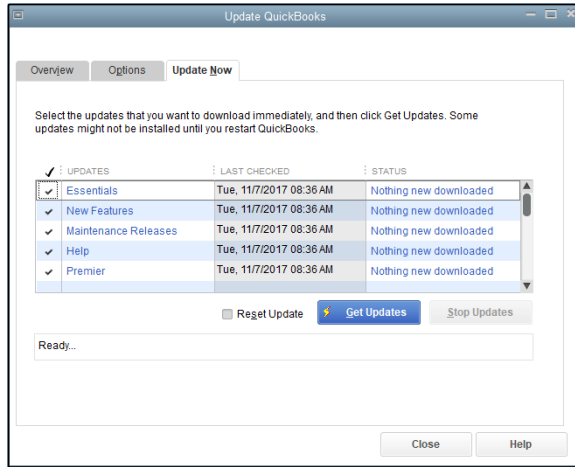 Update QuickBooks
Overview Options Update Now
Select the updates that you want to download immediately, and then click Get Updates. Some
updates might not be installed until you restart QuickBooks.
UPDATES LAST CHECKED STATUS
Essentials Tue, 11/7/2017 08:36 AM Nothing new downloaded
New Features Tue, 11/7/2017 08:36 AM Nothing new downloaded
Maintenance Releases Tue, 11/7/2017 08:36 AM Nothing new downloaded
Help Tue, 11/7/2017 08:36 AM Nothing new downloaded
Premier Tue, 11/7/2017 08:36 AM Nothing new downloaded
Reset Update Get Updates Stop Updates
Ready...
Close Help